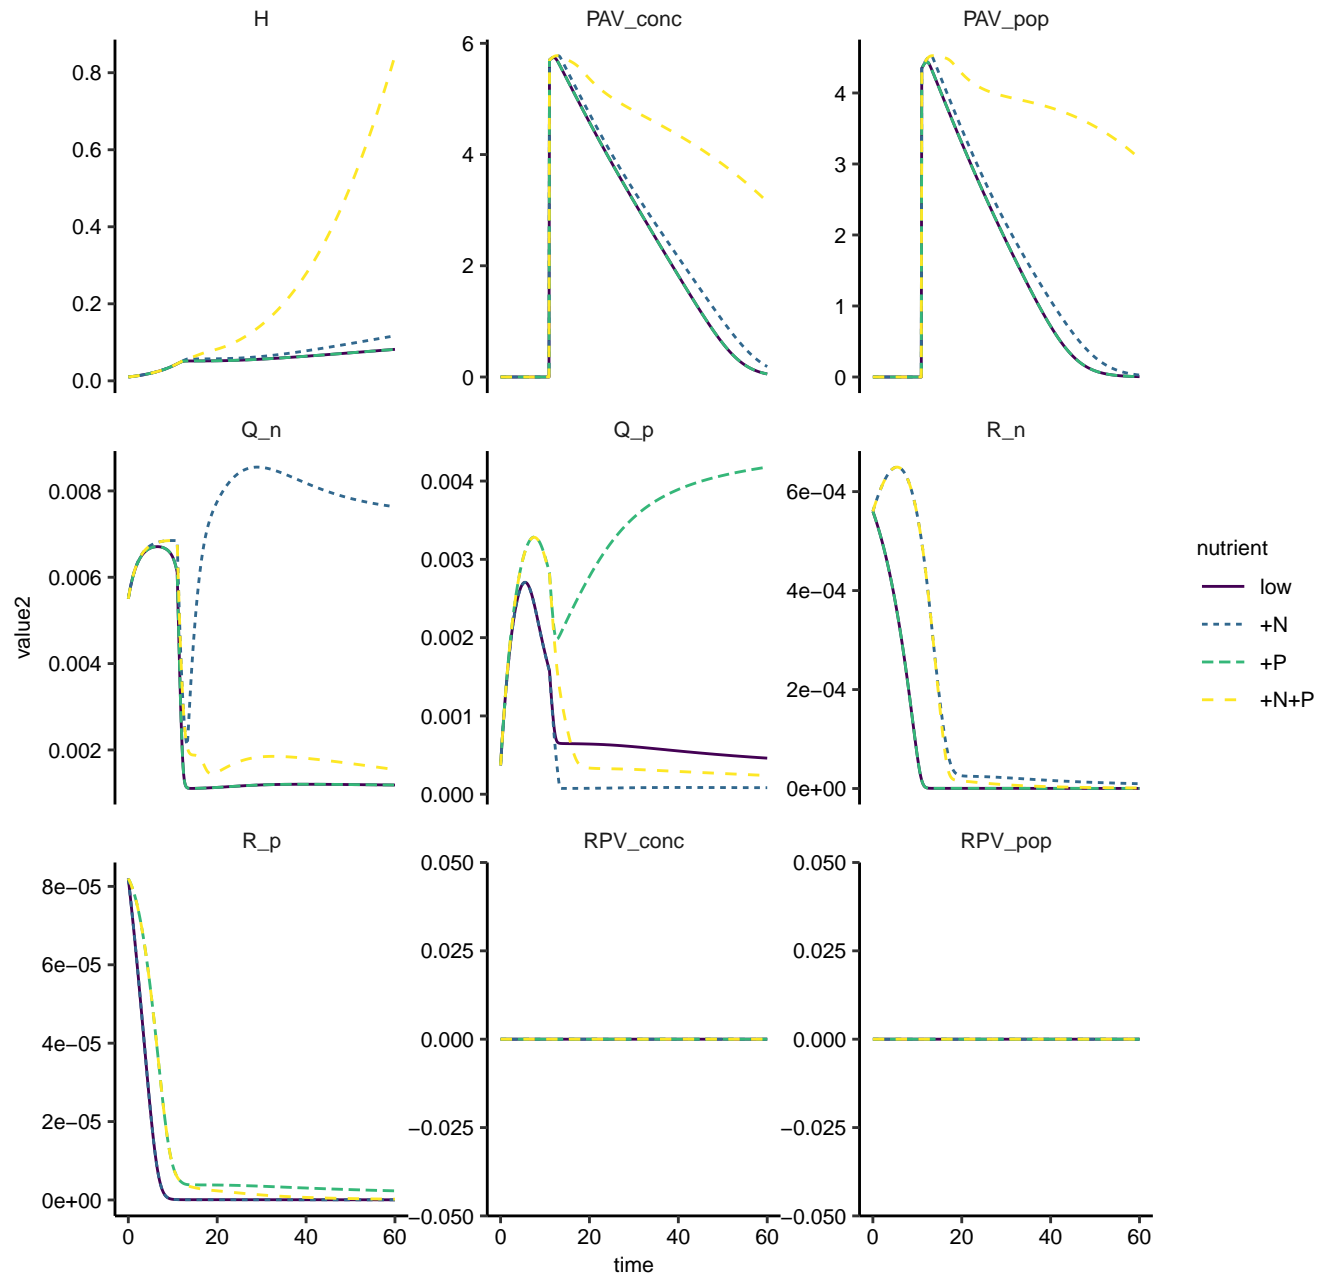 H
PAV_conc
PAV_pop
0.8
0.6
0.4
0.2
0.0
6
4
2
0
4
3
2
1
0
Q_n
Q_p
R_n
0.008
0.006
0.004
0.002
0.004
0.003
0.002
0.001
0.000
6e−04
4e−04
2e−04
0e+00
value2
nutrient
low
+N
+P
+N+P
R_p
RPV_conc
RPV_pop
8e−05
6e−05
4e−05
2e−05
0e+00
0.050
0.025
0.000
−0.025
−0.050
0.050
0.025
0.000
−0.025
−0.050
0 20 40 60
0 20 40 60
0 20 40 60
time